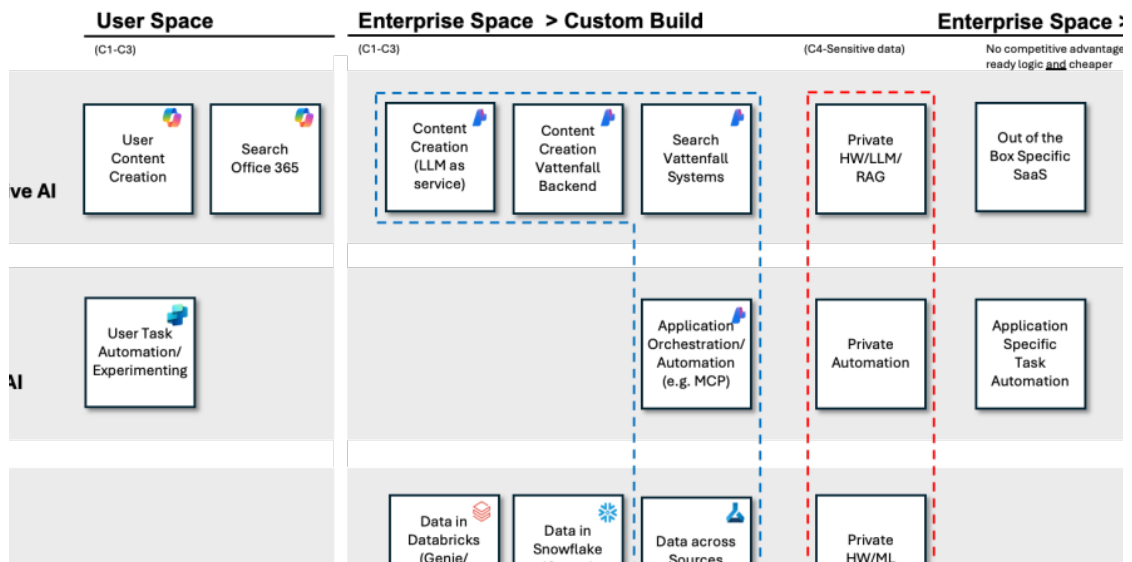 User Space
Enterprise Space > Custom Build
Enterprise Space >
(C1-C3)
(C1-C3)
(C4-Sensitive data)
No competitive advantage
ready logic and cheaper
ve AI
User
Content
Creation
Search
Office 365
Content
Creation
(LLM as
service)
Content
Creation
Vattenfall
Backend
Search
Vattenfall
Systems
Private
HW/LLM/
RAG
Out of the
Box Specific
SaaS
AI
User Task
Automation/
Experimenting
Application
Orchestration/
Automation
(e.g. MCP)
Private
Automation
Application
Specific
Task
Automation
Data in
Databricks
(Genie/
Data in
Snowflake
Data across
Sources
Private
HW/ML